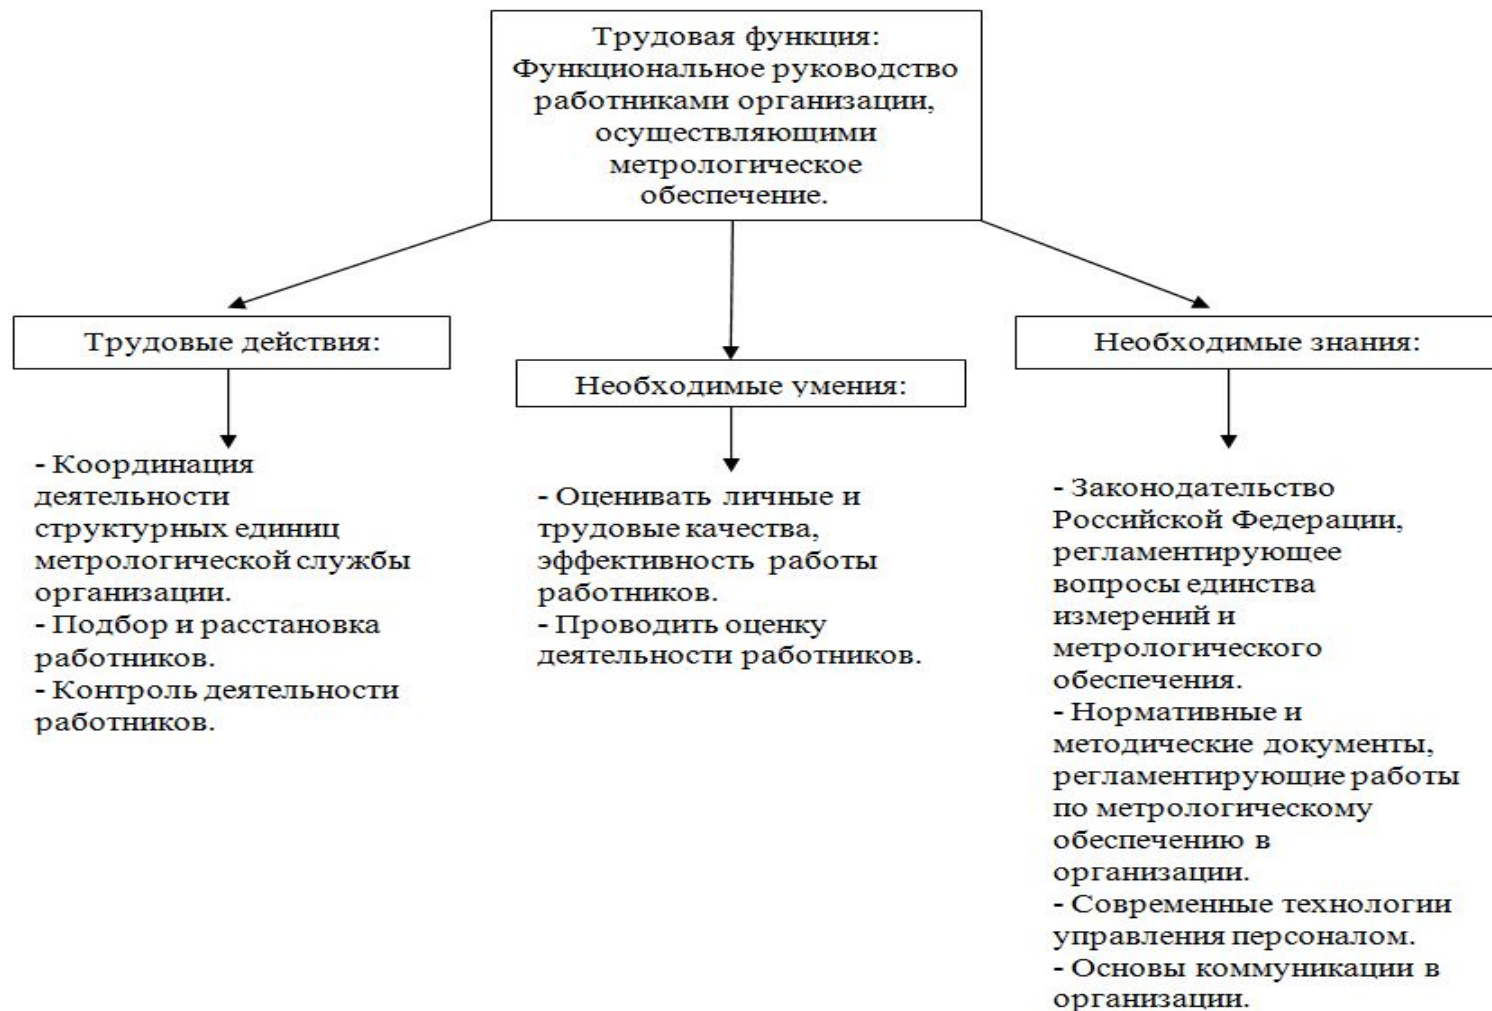 Трудовая функция:
Функциональное руководство
работниками организации,
осуществляющими
метрологическое
обеспечение.
Трудовые действия:
- Координация
деятельности
структурных единиц
метрологической службы
организации.
- Подбор и расстановка
работников.
- Контроль деятельности
работников.
Необходимые умения:
- Оценивать личные и
трудовые качества,
эффективность работы
работников.
- Проводить оценку
деятельности работников.
Необходимые знания:
- Законодательство
Российской Федерации,
регламентирующее
вопросы единства
измерений и
метрологического
обеспечения.
- Нормативные и
методические документы,
регламентирующие работы
по метрологическому
обеспечению в
организации.
- Современные технологии
управления персоналом.
- Основы коммуникации в
организации.